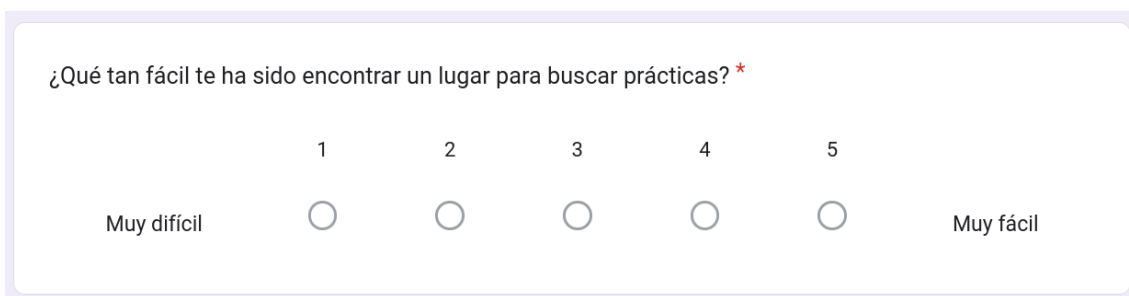 ¿Qué tan fácil te ha sido encontrar un lugar para buscar prácticas? *
1 2 3 4 5
Muy difícil Muy fácil